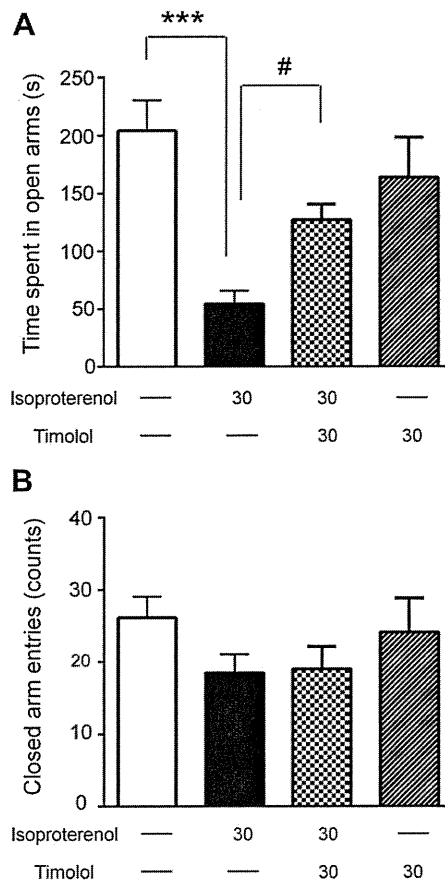 A
***
#
250
200
150
100
50
0
Time spent in open arms (s)
Isoproterenol — 30 30 —
Timolol — — 30 30
B
40
30
20
10
0
Closed arm entries (counts)
Isoproterenol — 30 30 —
Timolol — — 30 30